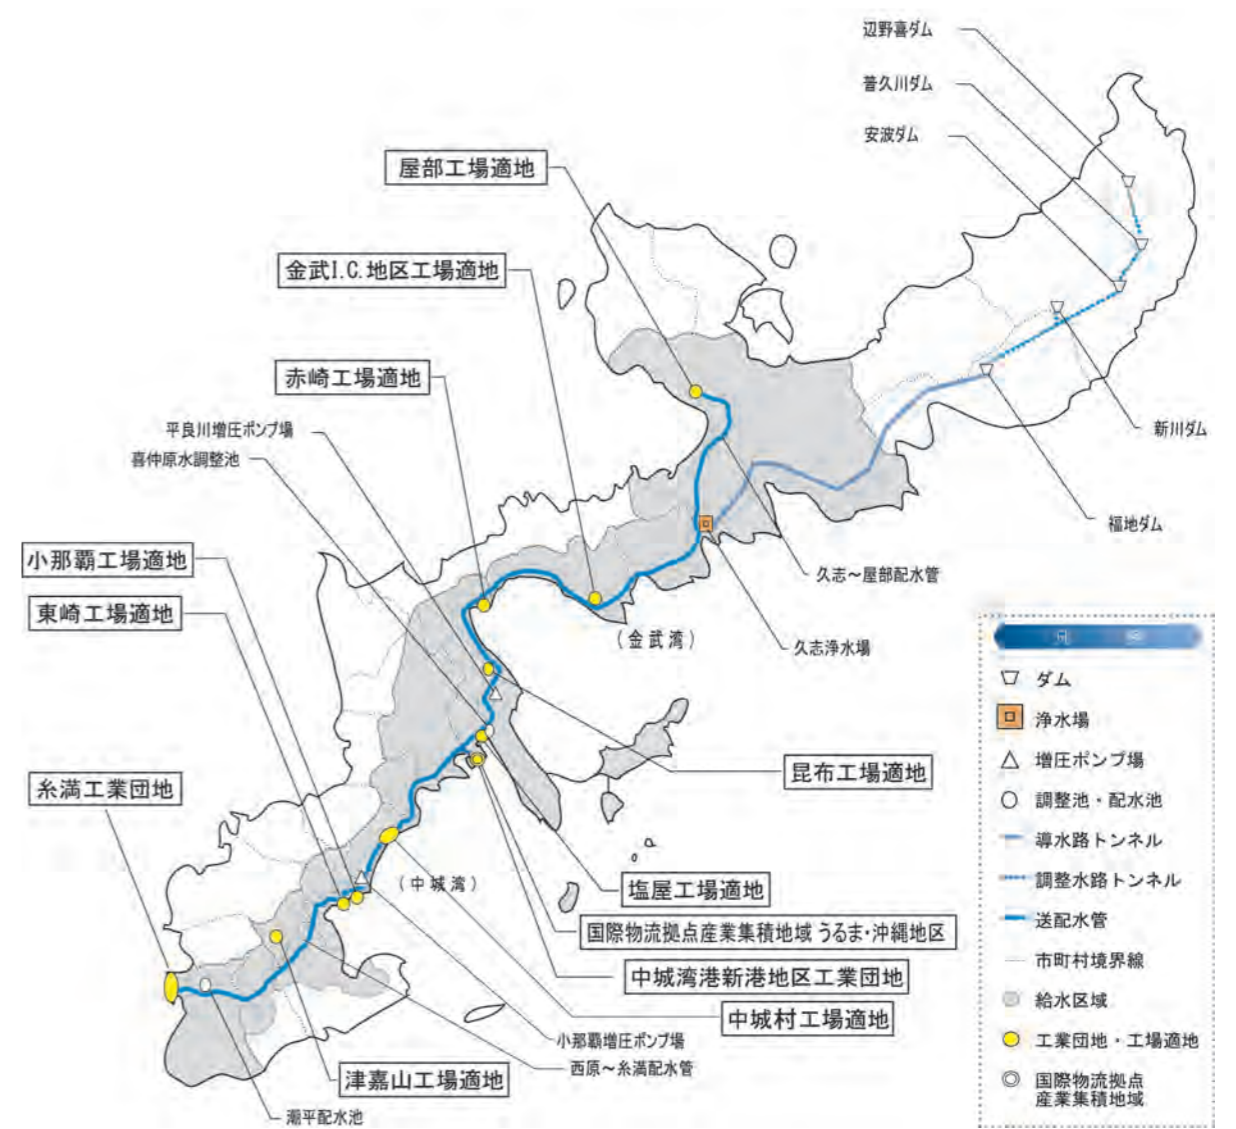 辺野喜ダム
普久川ダム
安波ダム
屋部工場適地
金武I.C.地区工場適地
赤崎工場適地
平良川増圧ポンプ場
喜仲原水調整池
新川ダム
福地ダム
小那覇工場適地
東崎工場適地
久志～屋部配水管
(金武湾)
久志浄水場
糸満工業団地
昆布工場適地
(中城湾)
塩屋工場適地
国際物流拠点産業集積地域 うるま・沖縄地区
中城湾港新港地区工業団地
中城村工場適地
小那覇増圧ポンプ場
西原～糸満配水管
津嘉山工場適地
潮平配水池
凡 例
ダム
浄水場
増圧ポンプ場
調整池・配水池
導水路トンネル
調整水路トンネル
送配水管
市町村境界線
給水区域
工業団地・工場適地
国際物流拠点
産業集積地域